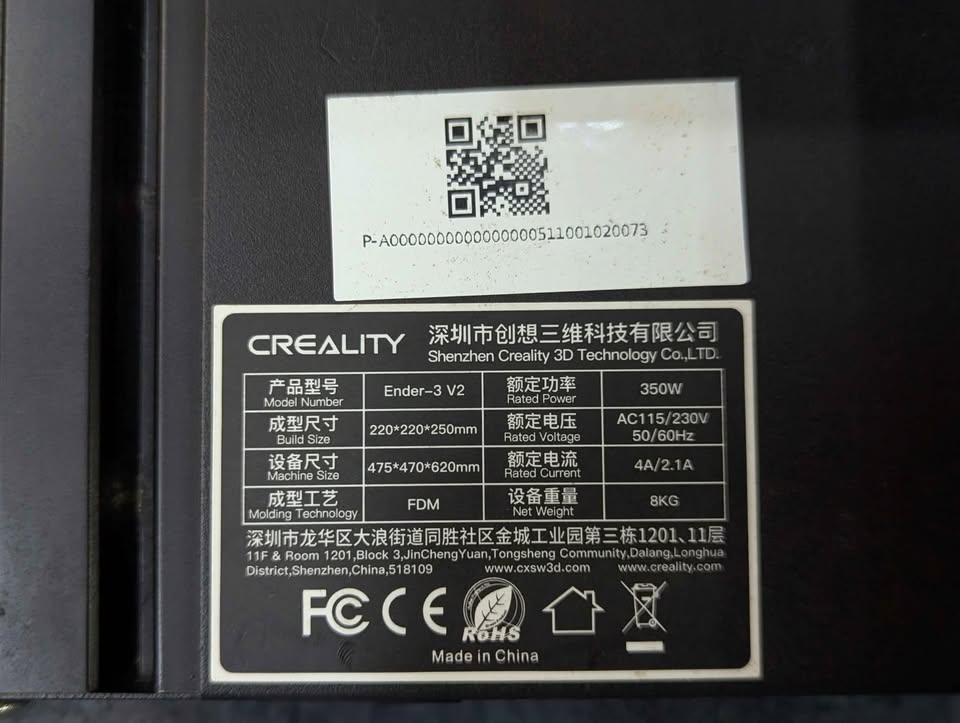 P-A0000000000000000511001020073
CREALITY 深圳市创想三维科技有限公司
Shenzhen Creality 3D Technology Co.,LTD.
产品型号 Ender-3 V2 额定功率 350W
Model Number Rated Power
成型尺寸 220*220*250mm 额定电压 AC115/230V
Build Size Rated Voltage 50/60Hz
设备尺寸 475*470*620mm 额定电流 4A/2.1A
Machine Size Rated Current
成型工艺 FDM 设备重量 8KG
Molding Technology Net Weight
深圳市龙华区大浪街道同胜社区金城工业园第三栋1201、11层
11F & Room 1201,Block 3,JinChengYuan,Tongsheng Community,Dalang,Longhua
District,Shenzhen,China,518109 www.cxsw3d.com www.creality.com
FC CE RoHS
Made in China